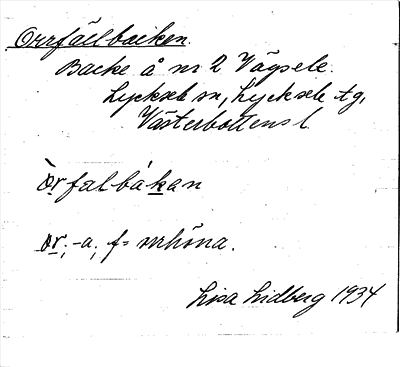 Orrfällbacken.
Backe å nr 2 Vägsele.
Lycksele sn, Lycksele tg,
Västerbottens l.
òrfalbákan
or, -a, f = orrhöna.
Lisa Lidberg 1934